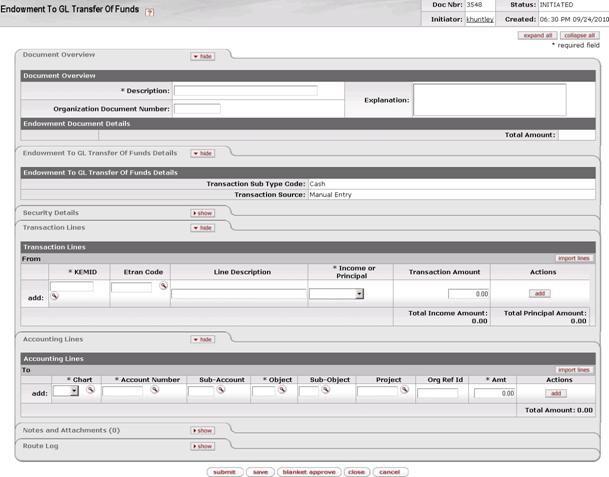 Endowment To GL Transfer Of Funds ?
Doc Nbr: 3548 Status: INITIATED
Initiator: khuntley Created: 06:30 PM 09/24/2010
expand all collapse all
* required field
Document Overview hide
Document Overview
* Description:
Explanation:
Organization Document Number:
Endowment Document Details
Total Amount:
Endowment To GL Transfer Of Funds Details hide
Endowment To GL Transfer Of Funds Details
Transaction Sub Type Code: Cash
Transaction Source: Manual Entry
Security Details show
Transaction Lines hide
Transaction Lines
From import lines
* KEMID Etran Code Line Description * Income or Principal Transaction Amount Actions
add: 0.00 add
Total Income Amount: 0.00 Total Principal Amount: 0.00
Accounting Lines hide
Accounting Lines
To import lines
* Chart * Account Number Sub-Account * Object Sub-Object Project Org Ref Id * Amt Actions
add: 0.00 add
Total Amount: 0.00
Notes and Attachments (0) show
Route Log show
submit save blanket approve close cancel